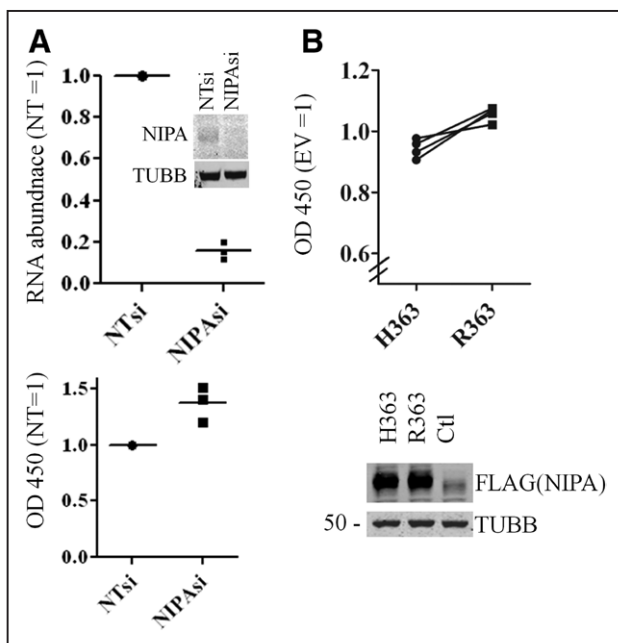 A
RNA abundnace (NT =1)
1.0
0.8
0.6
0.4
0.2
0.0
NTsi
NIPAsi
NTsi
NIPAsi
NIPA
TUBB
OD 450 (NT=1)
1.5
1.0
0.5
0.0
NTsi
NIPAsi
B
OD 450 (EV =1)
1.2
1.0
0.8
0.6
H363
R363
H363
R363
Ctl
FLAG(NIPA)
50 -
TUBB